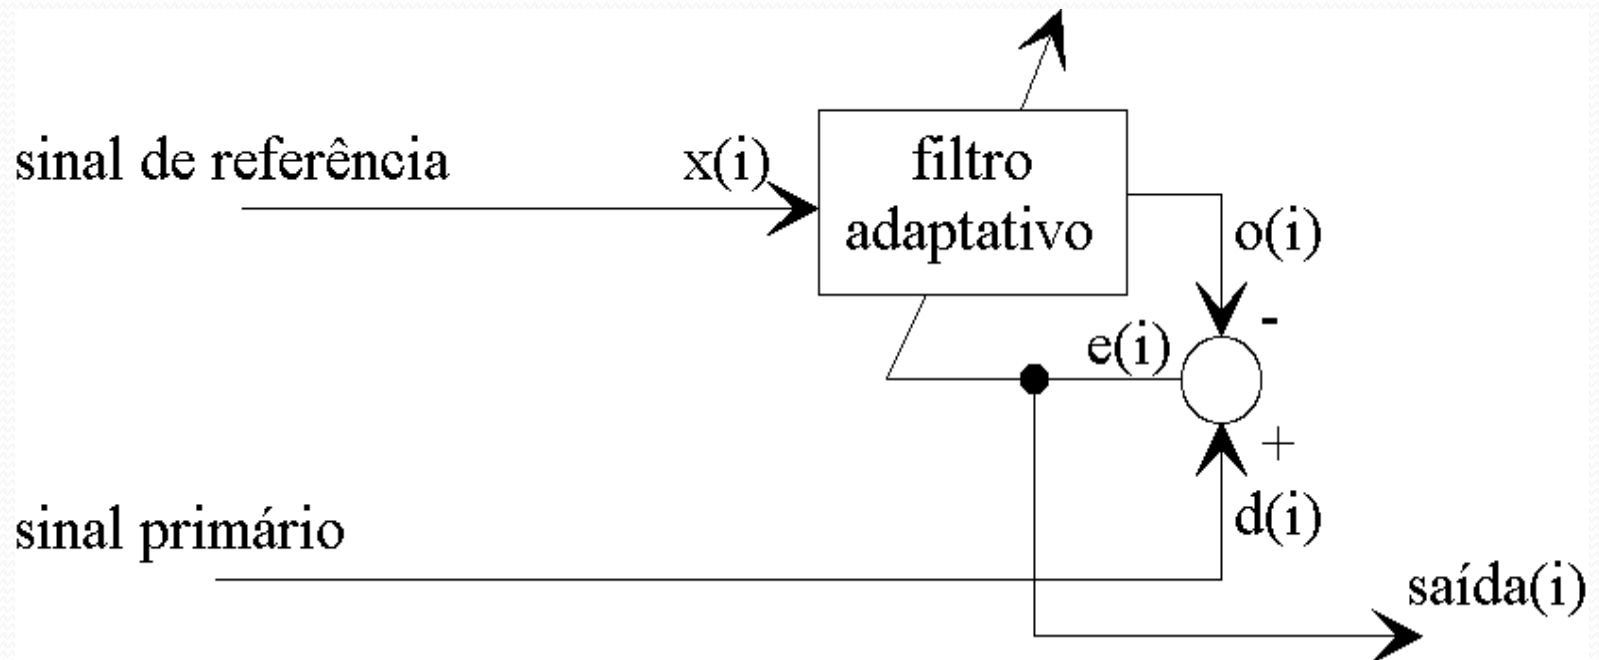 sinal de referência
x(i)
filtro
adaptativo
o(i)
-
e(i)
+
sinal primário
d(i)
saída(i)